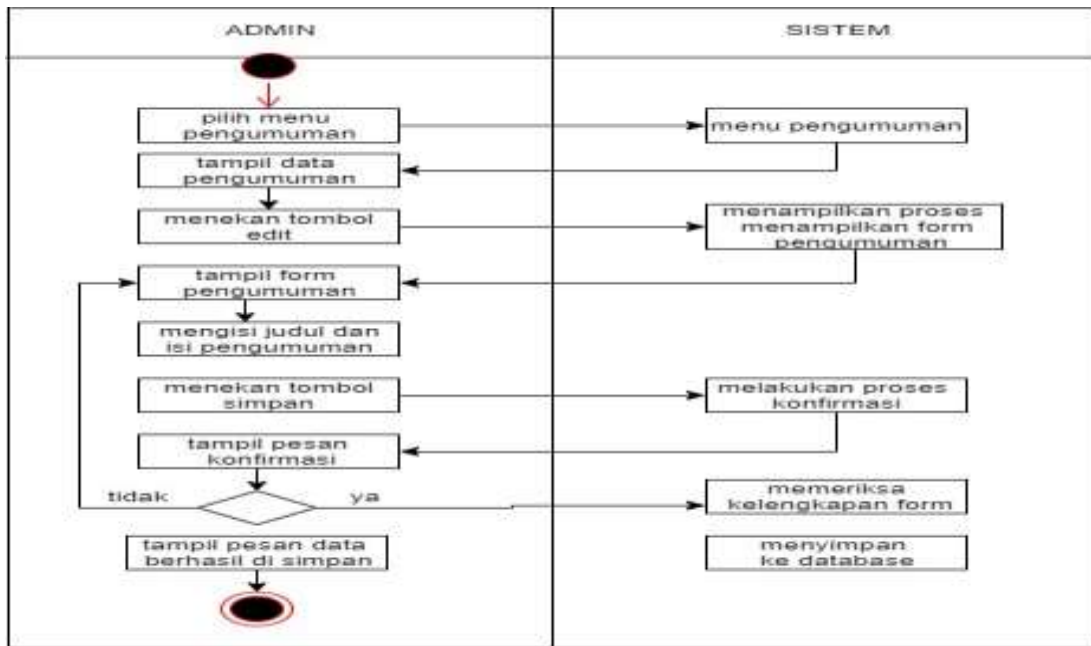 ADMIN
SISTEM
pilih menu
pengumuman
menu pengumuman
tampil data
pengumuman
menekan tombol
edit
menampilkan proses
menampilkan form
pengumuman
tampil form
pengumuman
mengisi judul dan
isi pengumuman
menekan tombol
simpan
melakukan proses
konfirmasi
tampil pesan
konfirmasi
tidak
ya
memeriksa
kelengkapan form
tampil pesan data
berhasil di simpan
menyimpan
ke database